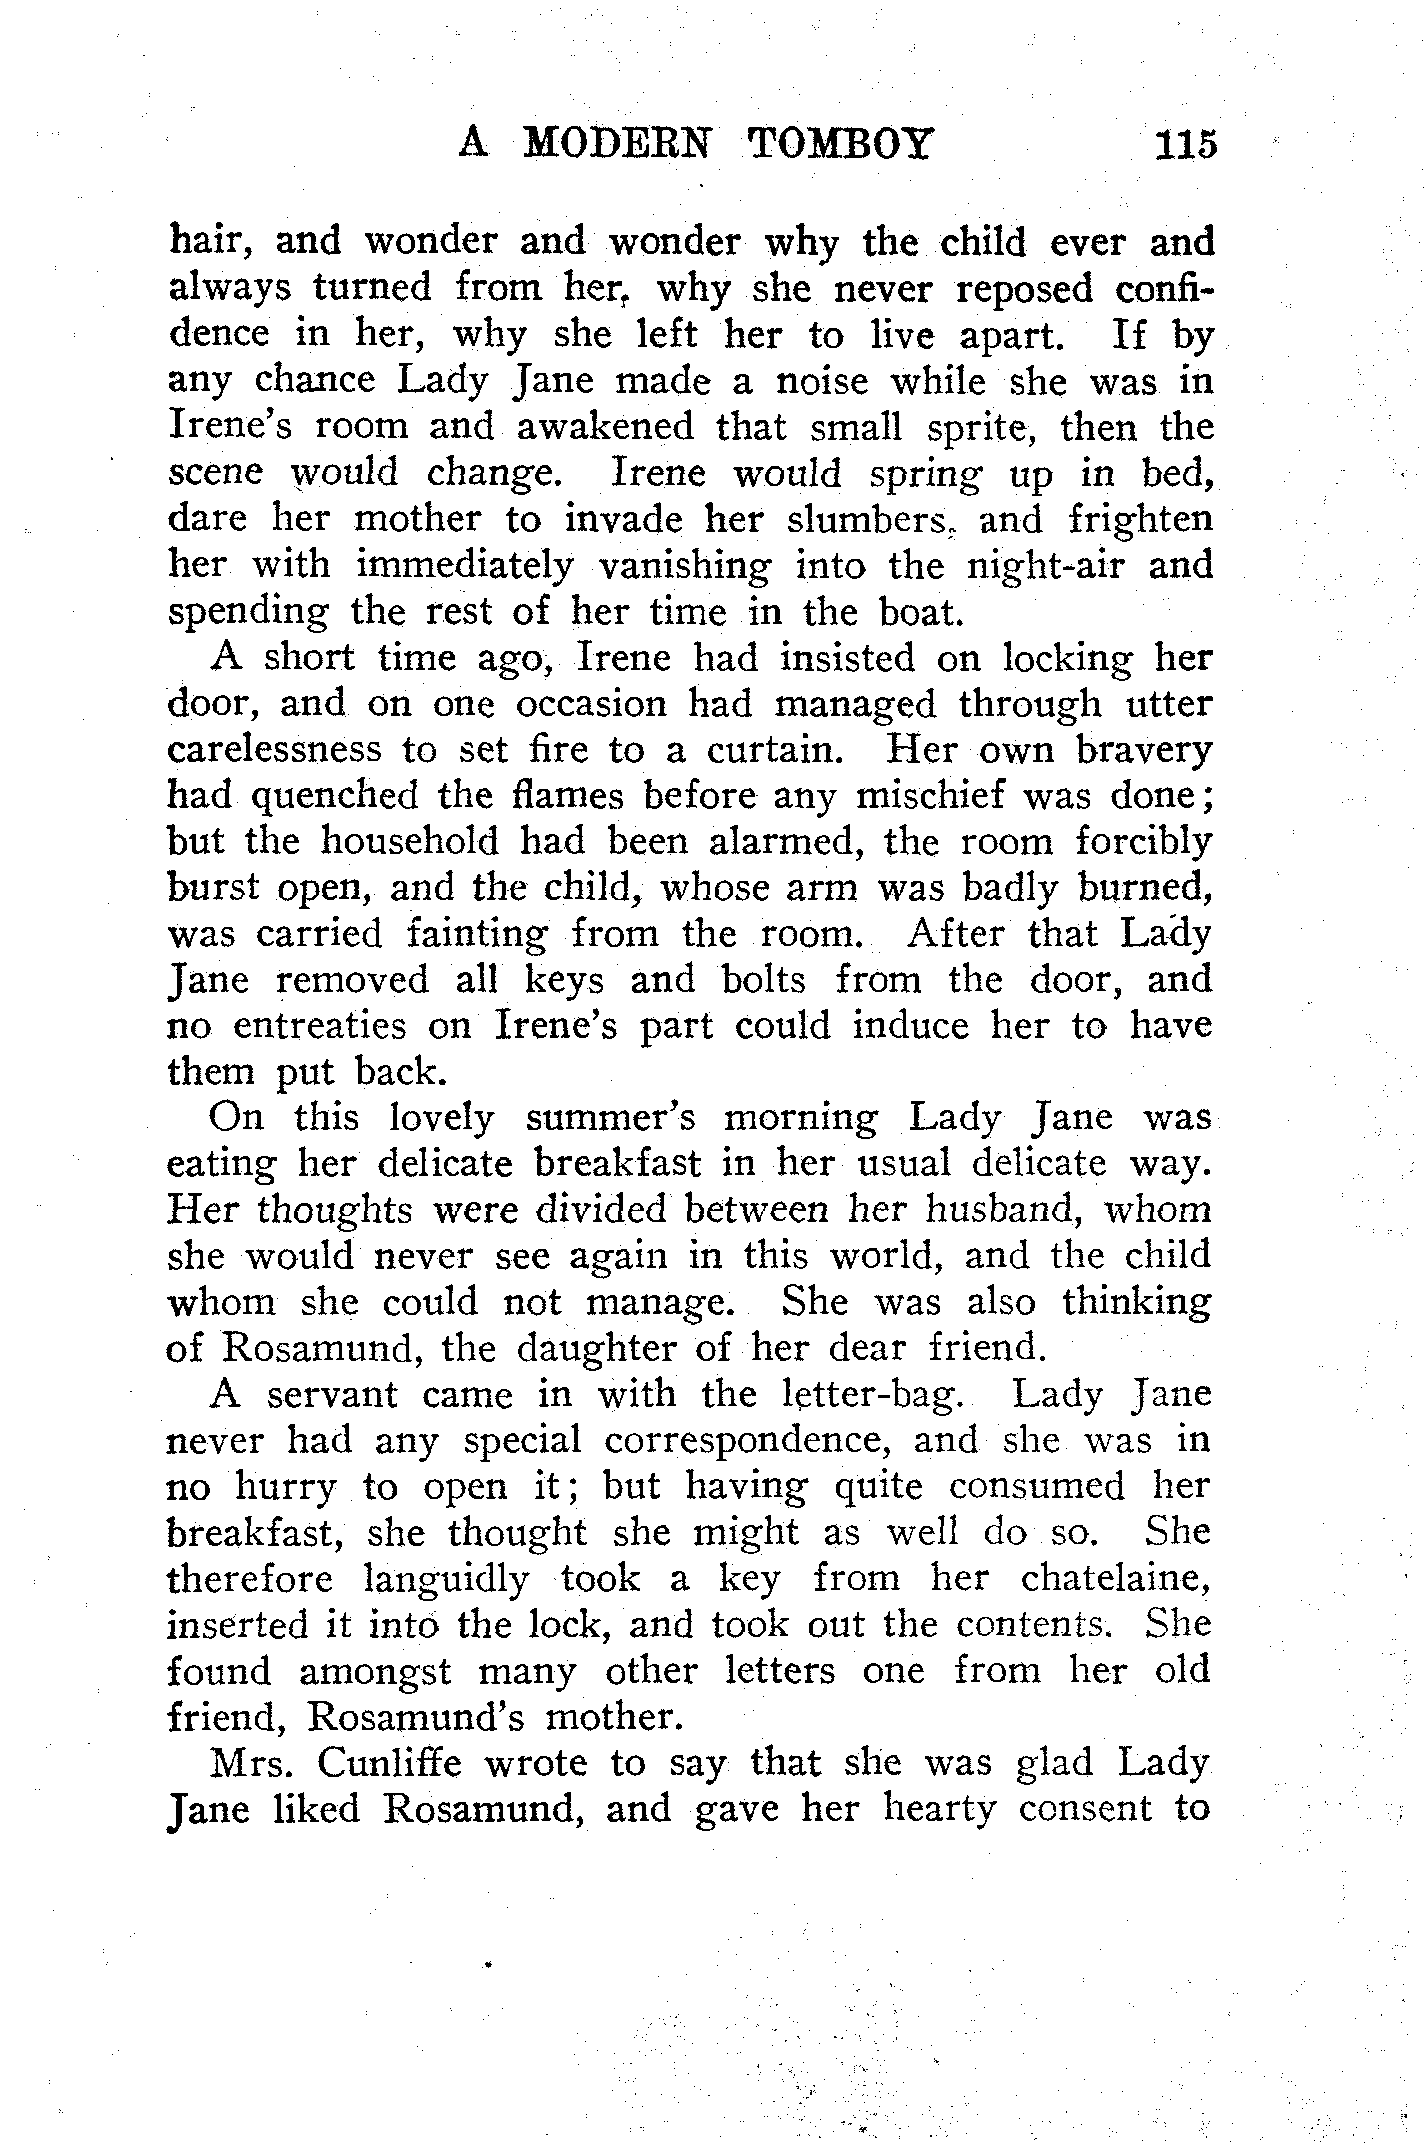 A MODERN TOMBOY 115
hair, and wonder and wonder why the child ever and
always turned from her, why she never reposed confi-
dence in her, why she left her to live apart. If by
any chance Lady Jane made a noise while she was in
Irene's room and awakened that small sprite, then the
scene would change. Irene would spring up in bed,
dare her mother to invade her slumbers, and frighten
her with immediately vanishing into the night-air and
spending the rest of her time in the boat.
A short time ago, Irene had insisted on locking her
door, and on one occasion had managed through utter
carelessness to set fire to a curtain. Her own bravery
had quenched the flames before any mischief was done;
but the household had been alarmed, the room forcibly
burst open, and the child, whose arm was badly burned,
was carried fainting from the room. After that Lady
Jane removed all keys and bolts from the door, and
no entreaties on Irene's part could induce her to have
them put back.
On this lovely summer's morning Lady Jane was
eating her delicate breakfast in her usual delicate way.
Her thoughts were divided between her husband, whom
she would never see again in this world, and the child
whom she could not manage. She was also thinking
of Rosamund, the daughter of her dear friend.
A servant came in with the letter-bag. Lady Jane
never had any special correspondence, and she was in
no hurry to open it; but having quite consumed her
breakfast, she thought she might as well do so. She
therefore languidly took a key from her chatelaine,
inserted it into the lock, and took out the contents. She
found amongst many other letters one from her old
friend, Rosamund's mother.
Mrs. Cunliffe wrote to say that she was glad Lady
Jane liked Rosamund, and gave her hearty consent to